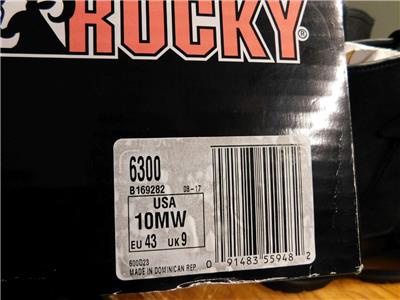 ROCKY®
6300
B169282 08-17
USA
10MW
EU 43 UK 9
600D23
MADE IN DOMINICAN REP.
0 91483 55948 2